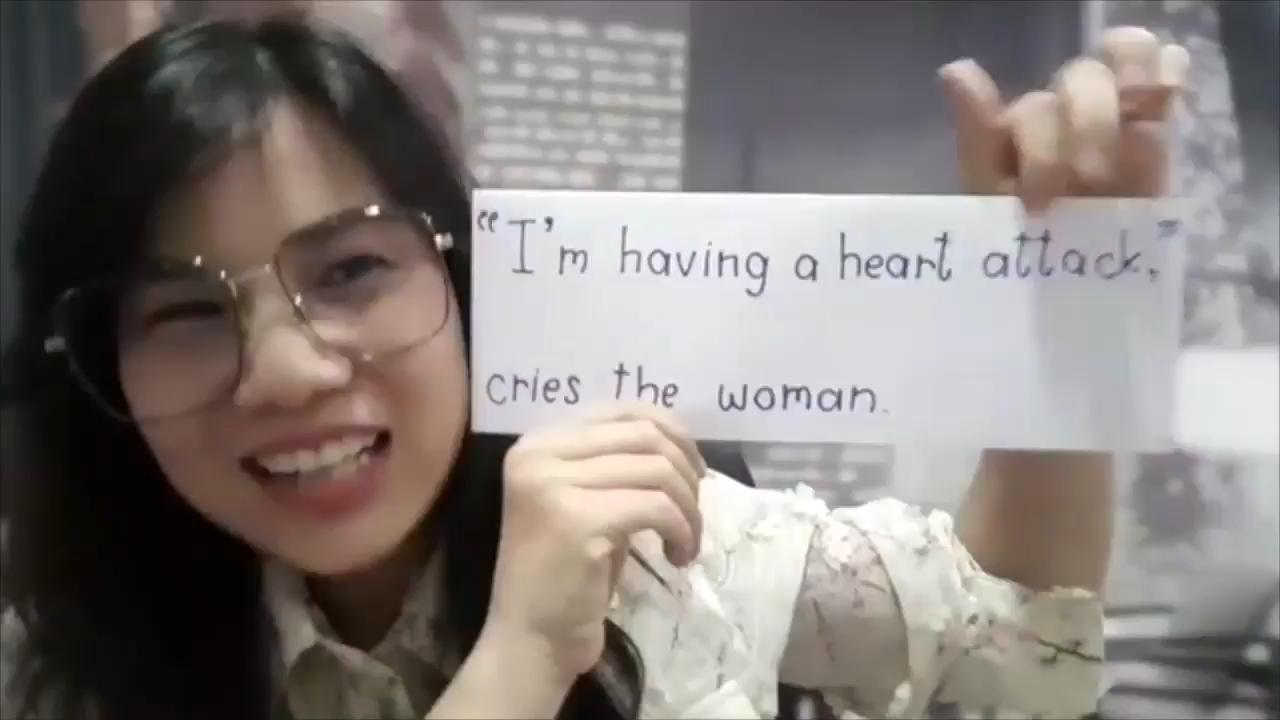 “I'm having a heart attack,”
cries the woman.